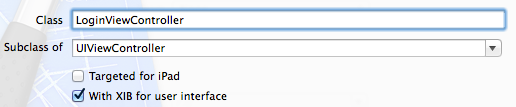 Class LoginViewController
Subclass of UIViewController
Targeted for iPad
With XIB for user interface